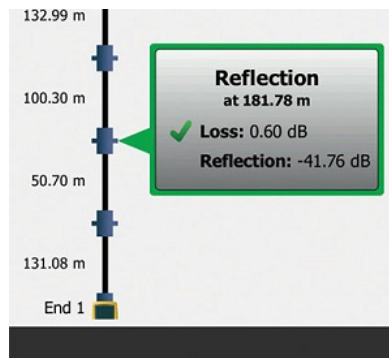 132.99 m
100.30 m
50.70 m
131.08 m
End 1
Reflection
at 181.78 m
Loss: 0.60 dB
Reflection: -41.76 dB